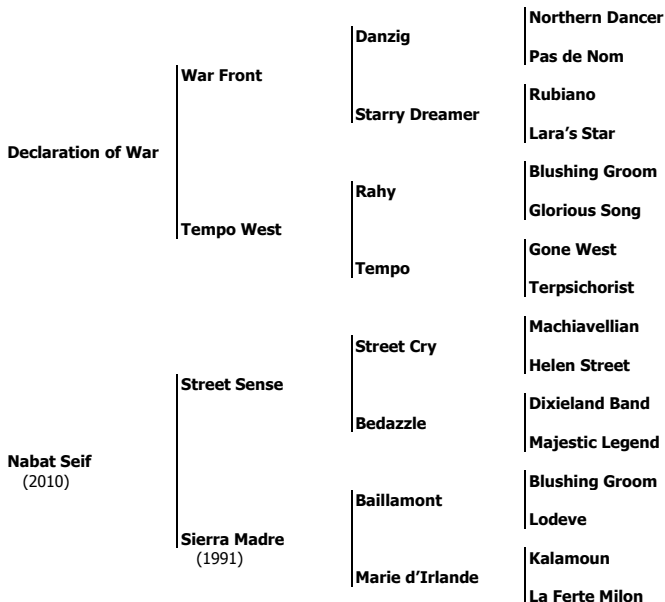 Northern Dancer
Danzig
Pas de Nom
War Front
Rubiano
Starry Dreamer
Lara’s Star
Declaration of War
Blushing Groom
Rahy
Glorious Song
Tempo West
Gone West
Tempo
Terpsichorist
Machiavellian
Street Cry
Helen Street
Street Sense
Dixieland Band
Bedazzle
Majestic Legend
Nabat Seif
(2010)
Blushing Groom
Baillamont
Lodeve
Sierra Madre
(1991)
Kalamoun
Marie d’Irlande
La Ferte Milon